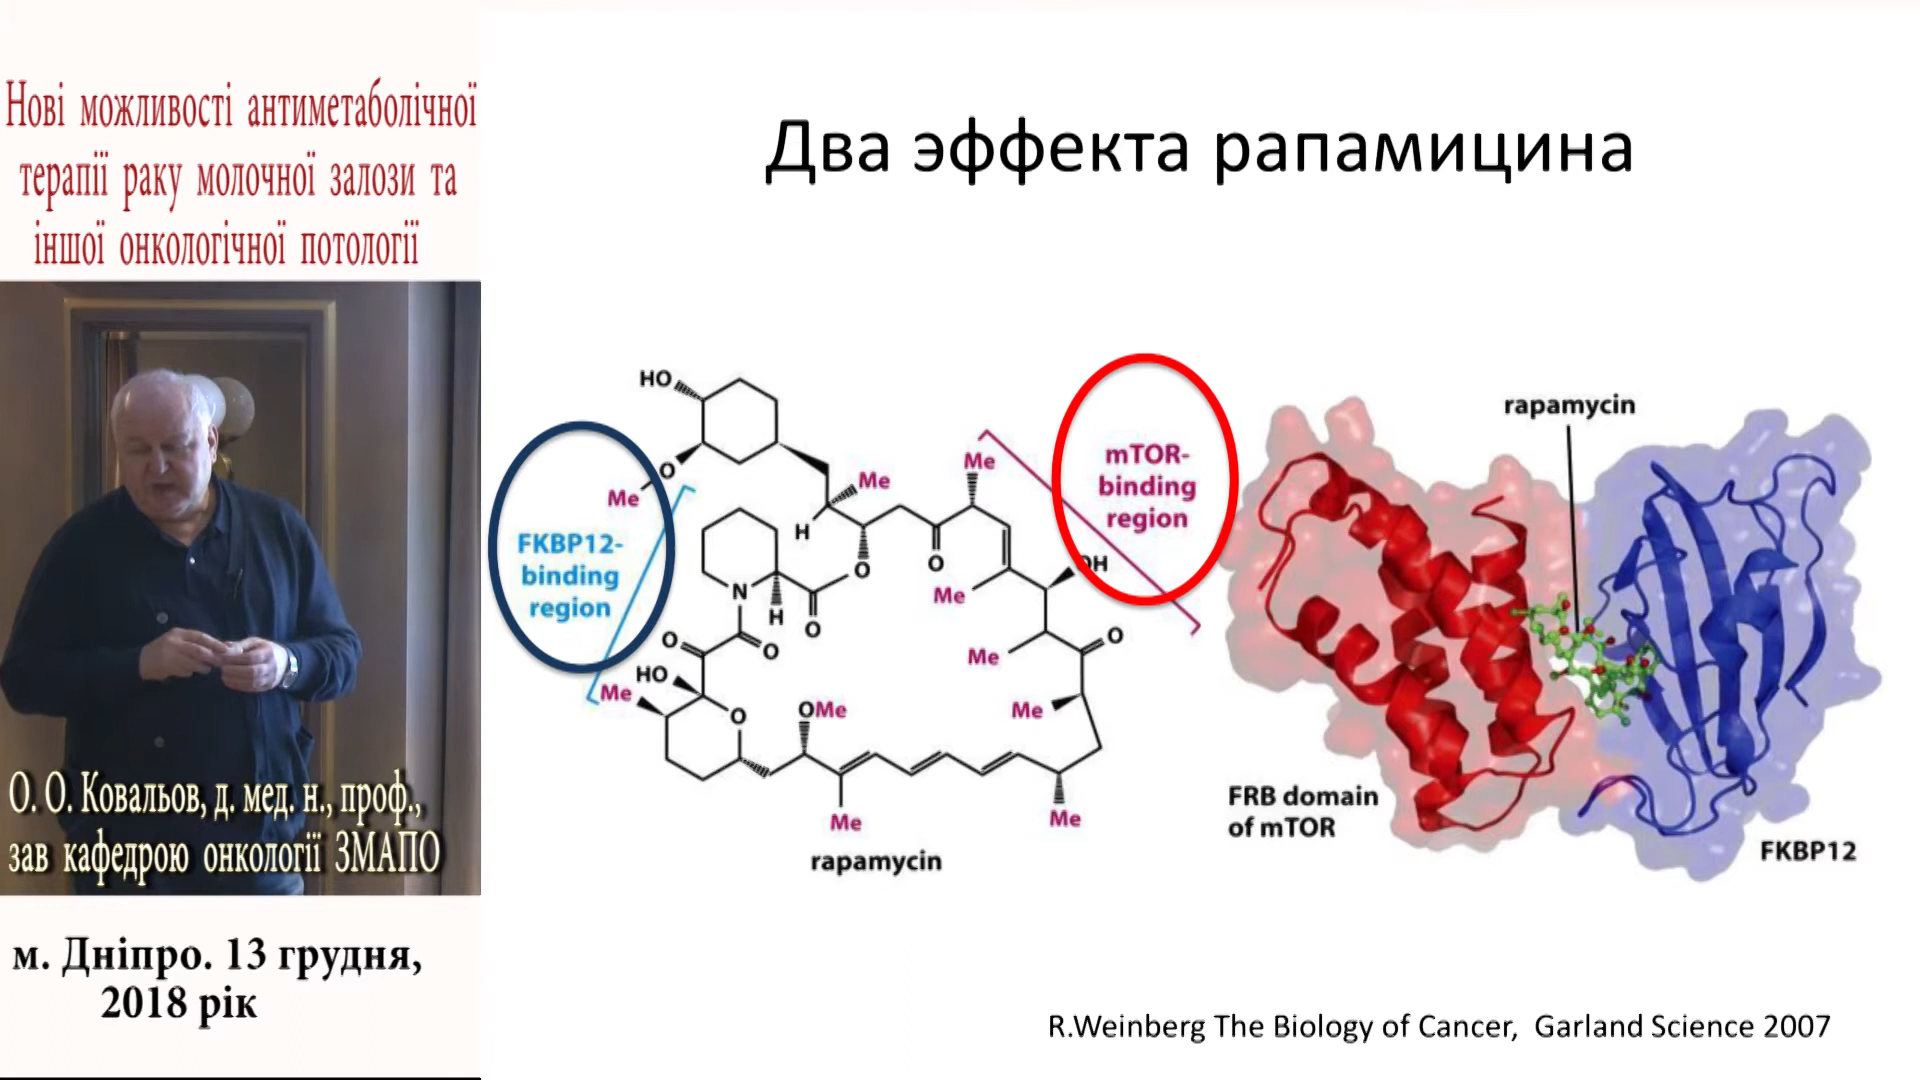 Нові можливості антиметаболічної
терапії раку молочної залози та
іншої онкологічної потології
О. О. Ковальов, д. мед. н., проф.,
зав кафедрою онкології ЗМАПО
м. Дніпро. 13 грудня,
2018 рік
Два эффекта рапамицина
HO
O
Me
FKBP12-
binding
region
Me
H
O
O
Me
mTOR-
binding
region
OH
Me
N
H
O
O
O
HO
Me
O
OMe
Me
O
Me
Me
Me
rapamycin
rapamycin
FRB domain
of mTOR
FKBP12
R.Weinberg The Biology of Cancer, Garland Science 2007